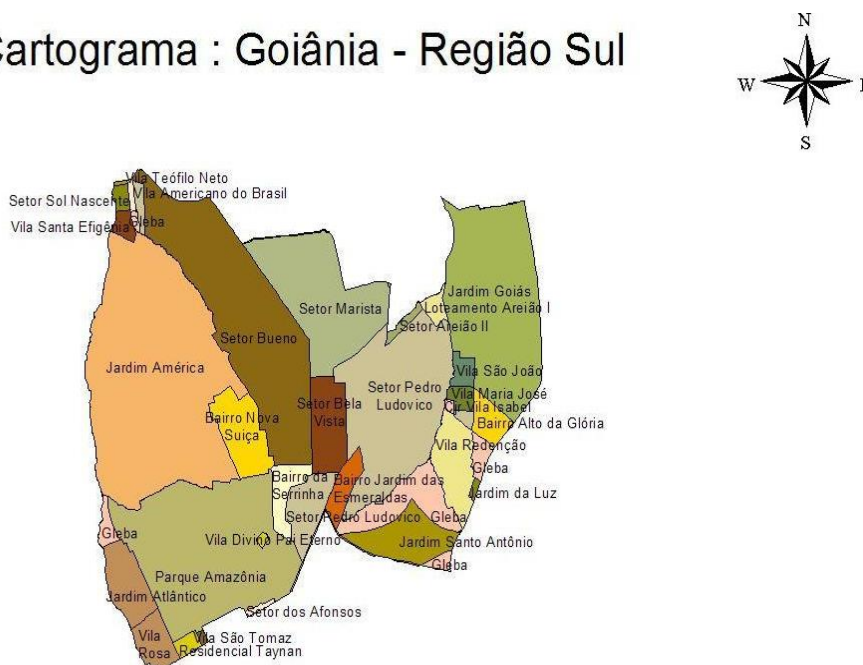 Cartograma : Goiânia - Região Sul
N
W
S
Vila Teófilo Neto
Vila Americano do Brasil
Setor Sol Nascente
Gleba
Vila Santa Efigênia
Jardim Goiás
Loteamento Areião I
Setor Marista
Setor Areião II
Setor Bueno
Jardim América
Vila São João
Setor Pedro
Ludovico
Vila Maria José
Vila Isabel
Setor Bela
Vista
Bairro Nova
Suiça
Bairro Alto da Glória
Vila Redenção
Gleba
Bairro da
Serrinha
Bairro Jardim das
Esmeraldas
Jardim da Luz
Setor Pedro Ludovico
Gleba
Gleba
Vila Divino Pai Eterno
Jardim Santo Antônio
Gleba
Parque Amazônia
Jardim Atlântico
Setor dos Afonsos
Vila
Rosa
Vila São Tomaz
Residencial Taynan